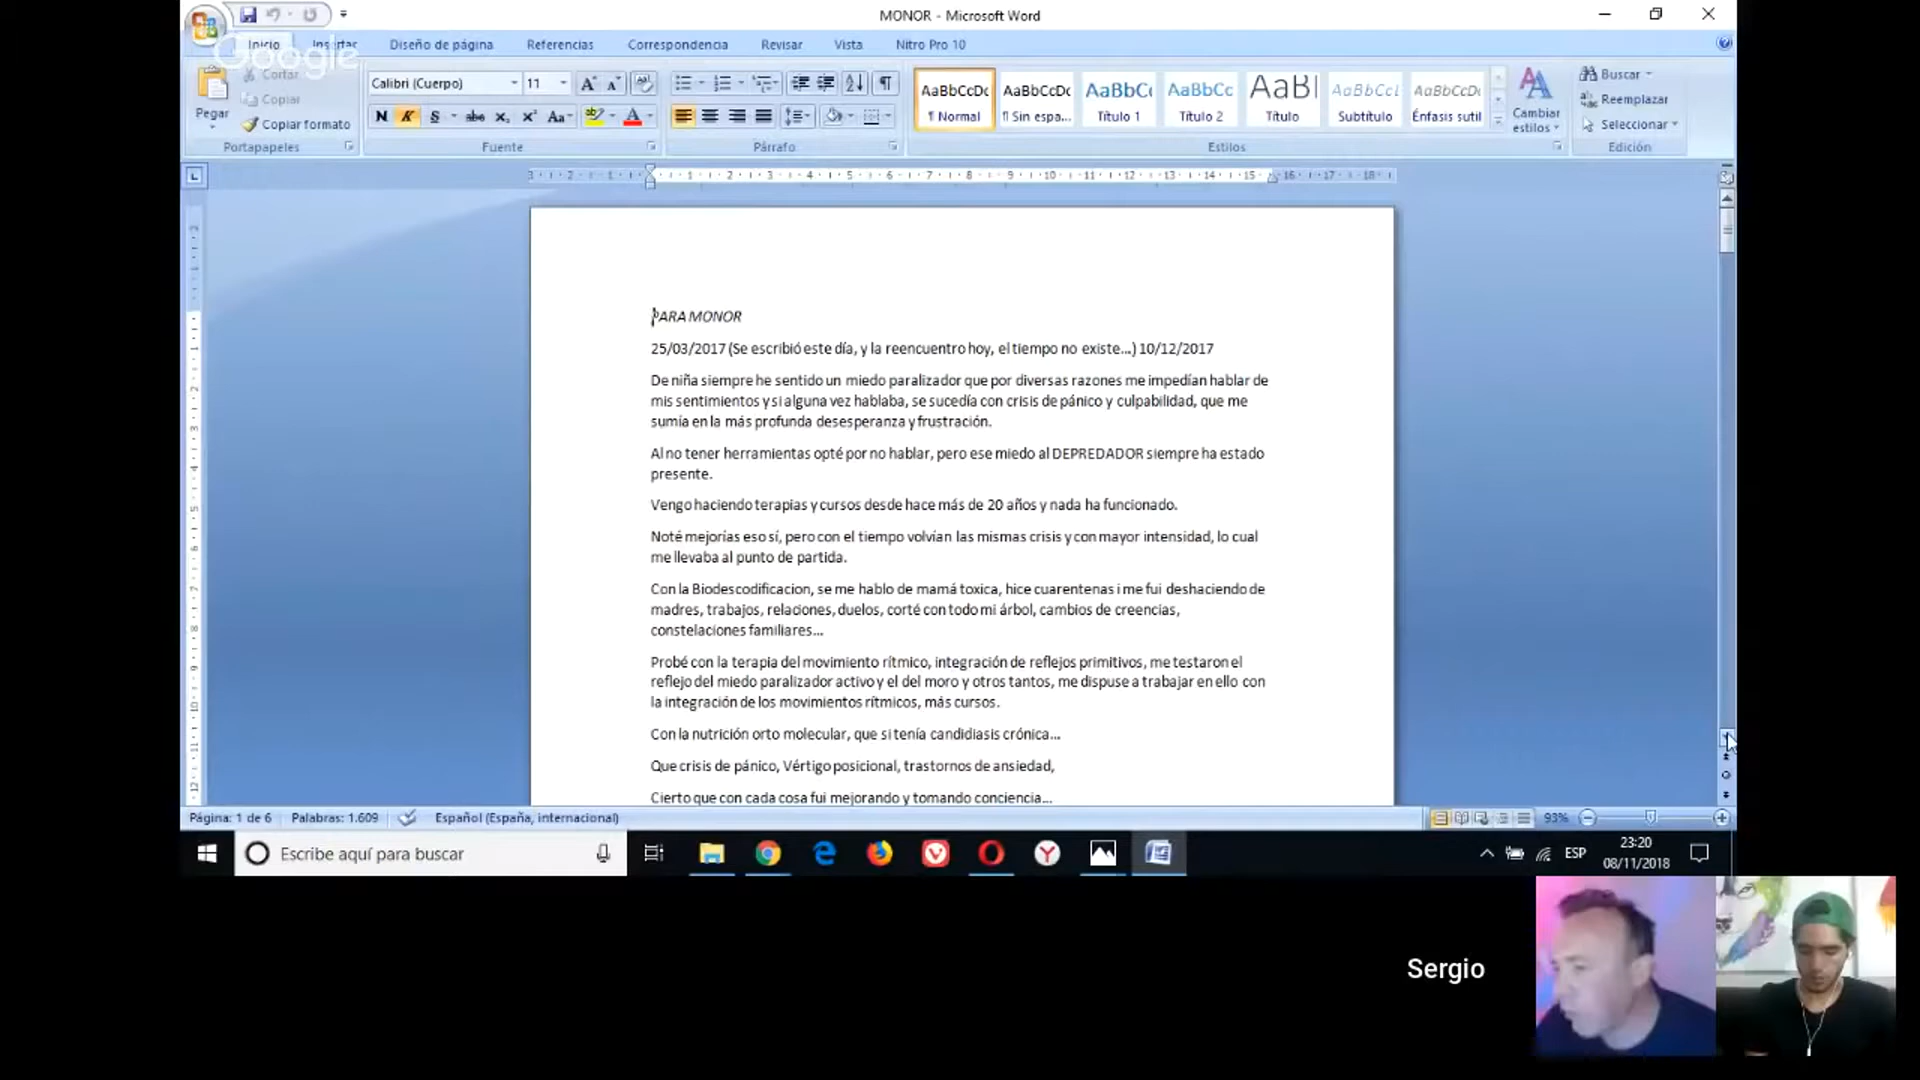 MONOR - Microsoft Word
Inicio Insertar Diseño de página Referencias Correspondencia Revisar Vista Nitro Pro 10
Google
Cortar
Copiar
Copiar formato
Pegar
Portapapeles
Calibri (Cuerpo) 11
Fuente
Párrafo
AaBbCcDc AaBbCcDc AaBbC AaBbCc AaBl AaBbCcI AaBbCcDc
¶ Normal ¶ Sin espa... Título 1 Título 2 Título Subtítulo Énfasis sutil
Cambiar estilos
Estilos
Buscar
Reemplazar
Seleccionar
Edición
PARA MONOR
25/03/2017 (Se escribió este día, y la reencuentro hoy, el tiempo no existe...) 10/12/2017
De niña siempre he sentido un miedo paralizador que por diversas razones me impedían hablar de
mis sentimientos y si alguna vez hablaba, se sucedía con crisis de pánico y culpabilidad, que me
sumía en la más profunda desesperanza y frustración.
Al no tener herramientas opté por no hablar, pero ese miedo al DEPREDADOR siempre ha estado
presente.
Vengo haciendo terapias y cursos desde hace más de 20 años y nada ha funcionado.
Noté mejorías eso sí, pero con el tiempo volvían las mismas crisis y con mayor intensidad, lo cual
me llevaba al punto de partida.
Con la Biodescodificacion, se me hablo de mamá toxica, hice cuarentenas i me fui deshaciendo de
madres, trabajos, relaciones, duelos, corté con todo mi árbol, cambios de creencias,
constelaciones familiares...
Probé con la terapia del movimiento rítmico, integración de reflejos primitivos, me testaron el
reflejo del miedo paralizador activo y el del moro y otros tantos, me dispuse a trabajar en ello con
la integración de los movimientos rítmicos, más cursos.
Con la nutrición orto molecular, que si tenía candidiasis crónica...
Que crisis de pánico, Vértigo posicional, trastornos de ansiedad,
Cierto que con cada cosa fui mejorando y tomando conciencia...
Página: 1 de 6 Palabras: 1.609 Español (España, internacional) 93%
Escribe aquí para buscar
ESP
23:20
08/11/2018
Sergio